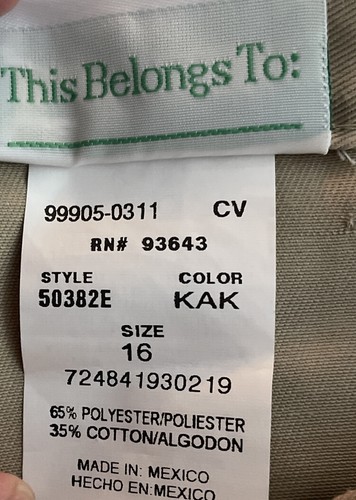 This Belongs To:
99905-0311 CV
RN# 93643
STYLE COLOR
50382E KAK
SIZE
16
724841930219
65% POLYESTER/POLIESTER
35% COTTON/ALGODON
MADE IN: MEXICO
HECHO EN:MEXICO